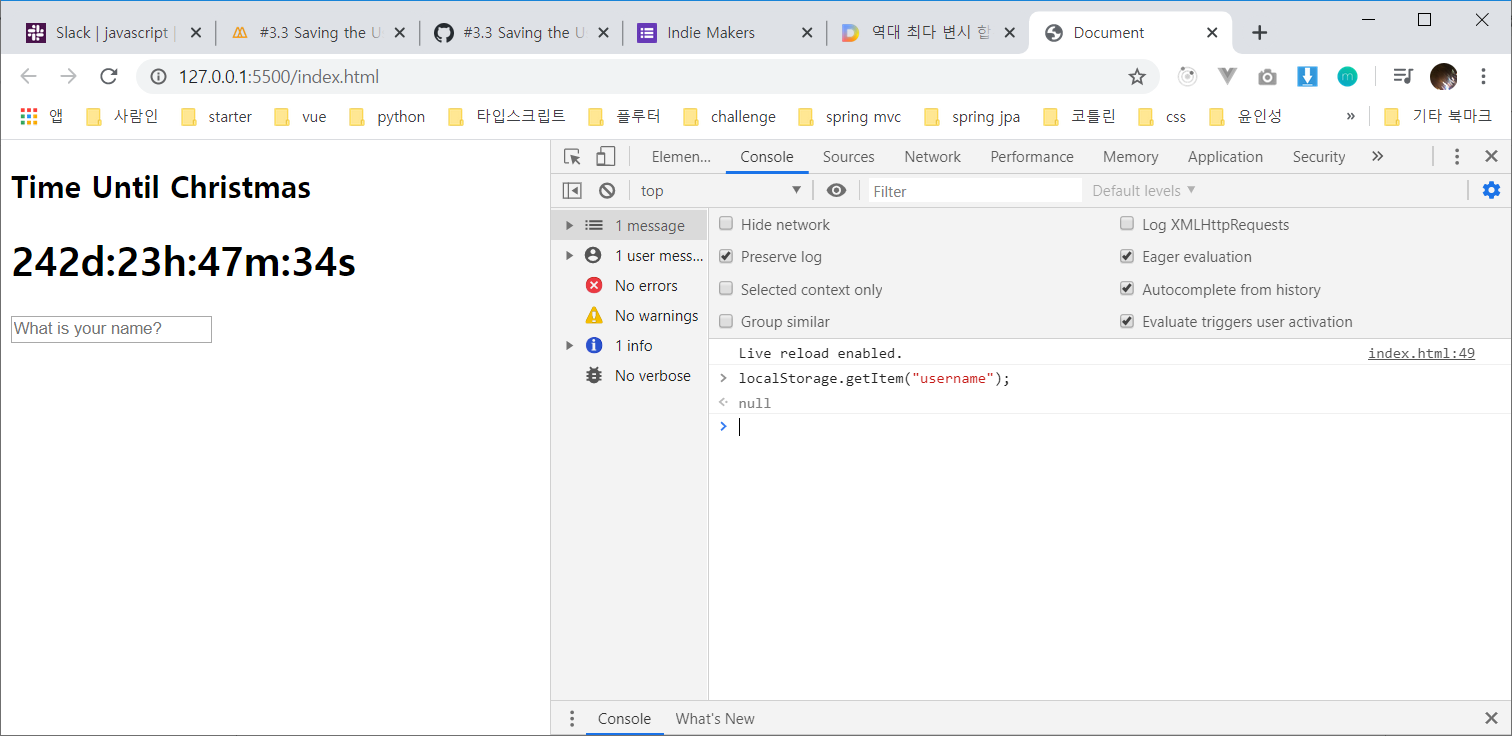 Slack | javascript | #3.3 Saving the U #3.3 Saving the U Indie Makers 역대 최다 변시 합 Document
127.0.0.1:5500/index.html
앱 사람인 starter vue python 타입스크립트 플루터 challenge spring mvc spring jpa 코틀린 css 윤인성 » 기타 북마크
Time Until Christmas
242d:23h:47m:34s
What is your name?
Elemen... Console Sources Network Performance Memory Application Security »
top Filter Default levels
1 message
1 user mess...
No errors
No warnings
1 info
No verbose
Hide network Log XMLHttpRequests
Preserve log Eager evaluation
Selected context only Autocomplete from history
Group similar Evaluate triggers user activation
Live reload enabled. index.html:49
localStorage.getItem("username");
null
Console What's New